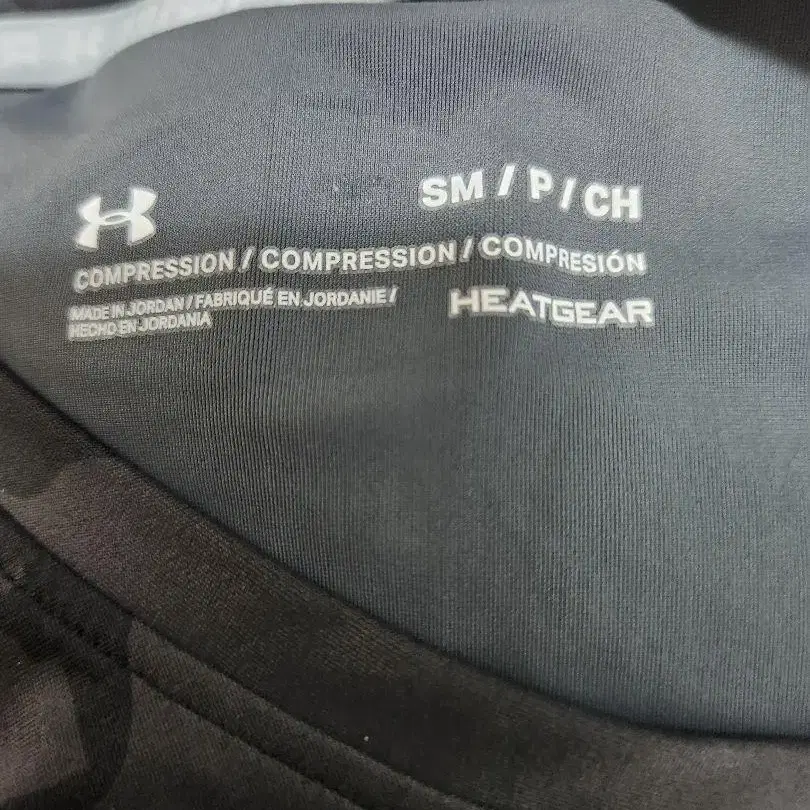 SM / P / CH
COMPRESSION / COMPRESSION / COMPRESIÓN
MADE IN JORDAN / FABRIQUÉ EN JORDANIE /
HECHO EN JORDANIA
HEATGEAR